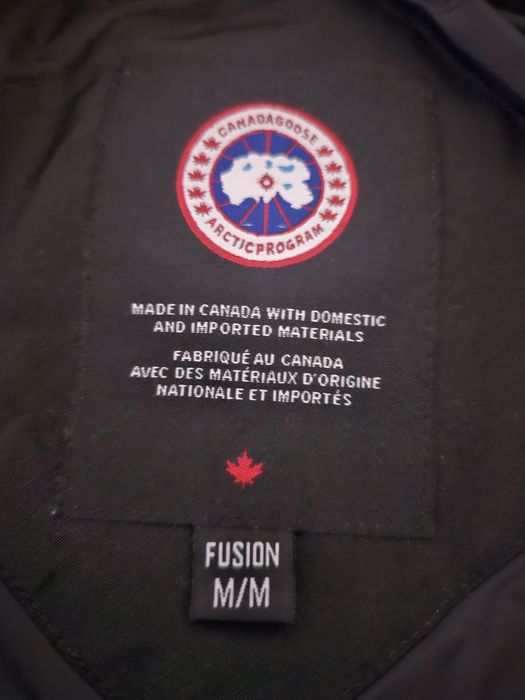 CANADA GOOSE
ARCTIC PROGRAM
MADE IN CANADA WITH DOMESTIC
AND IMPORTED MATERIALS
FABRIQUÉ AU CANADA
AVEC DES MATÉRIAUX D'ORIGINE
NATIONALE ET IMPORTÉS
FUSION
M/M